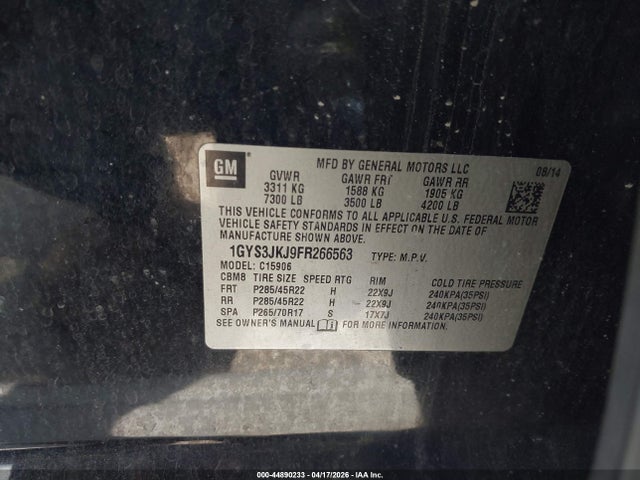 GM
MFD BY GENERAL MOTORS LLC
08/14
GVWR GAWR FRT GAWR RR
3311 KG 1588 KG 1905 KG
7300 LB 3500 LB 4200 LB
THIS VEHICLE CONFORMS TO ALL APPLICABLE U.S. FEDERAL MOTOR
VEHICLE SAFETY STANDARDS IN EFFECT ON THE DATE OF MANUFACTURE SHOWN ABOVE.
1GYS3JKJ9FR266563 TYPE: M.P.V.
MODEL: C15906
CBM8 TIRE SIZE SPEED RTG RIM COLD TIRE PRESSURE
FRT P285/45R22 H 22X9J 240KPA(35PSI)
RR P285/45R22 H 22X9J 240KPA(35PSI)
SPA P265/70R17 S 17X7J 240KPA(35PSI)
SEE OWNER'S MANUAL FOR MORE INFORMATION
000-44890233 - 04/17/2026 - IAA Inc.